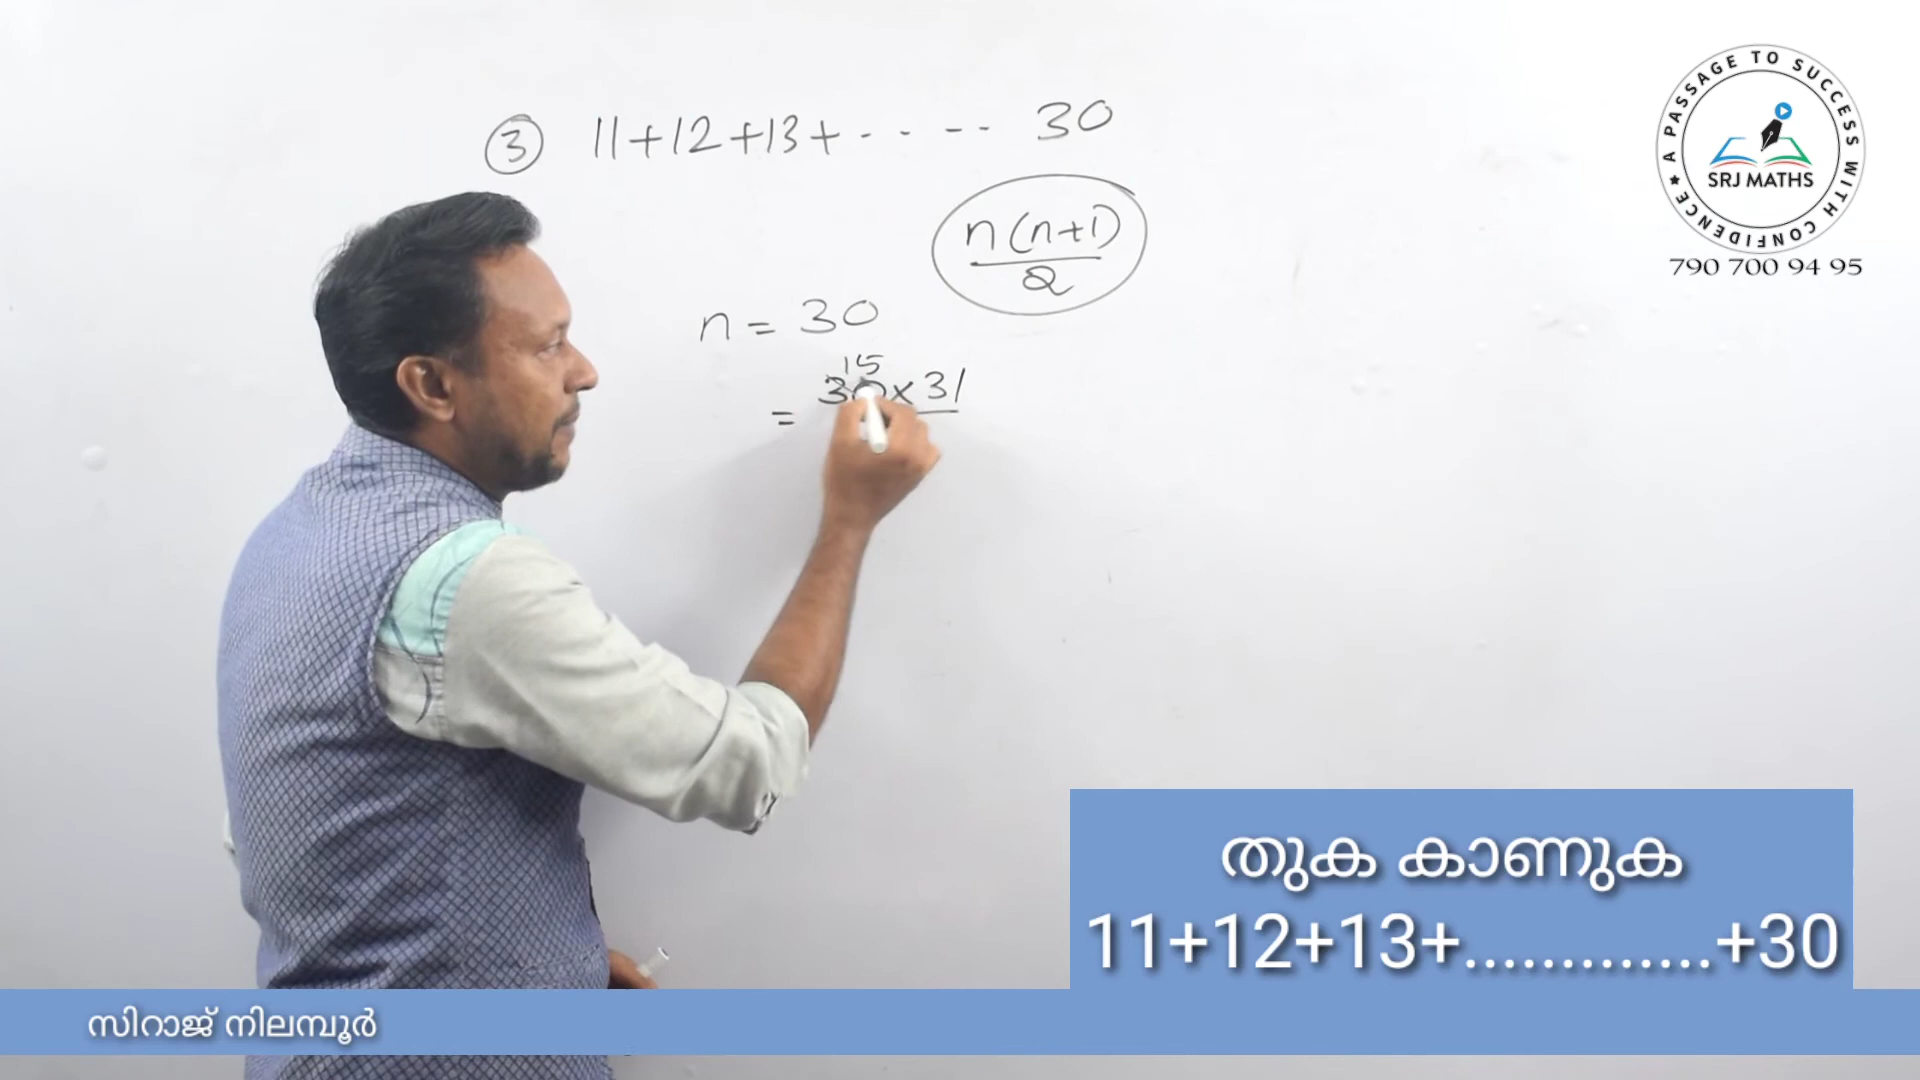 ③ 11+12+13+ - - - - - 30
n(n+1)
2
n = 30
15
= 30×31
A PASSAGE TO SUCCESS WITH CONFIDENCE ★
SRJ MATHS
790 700 94 95
തുക കാണുക
11+12+13+.............+30
സിറാജ് നിലമ്പൂർ